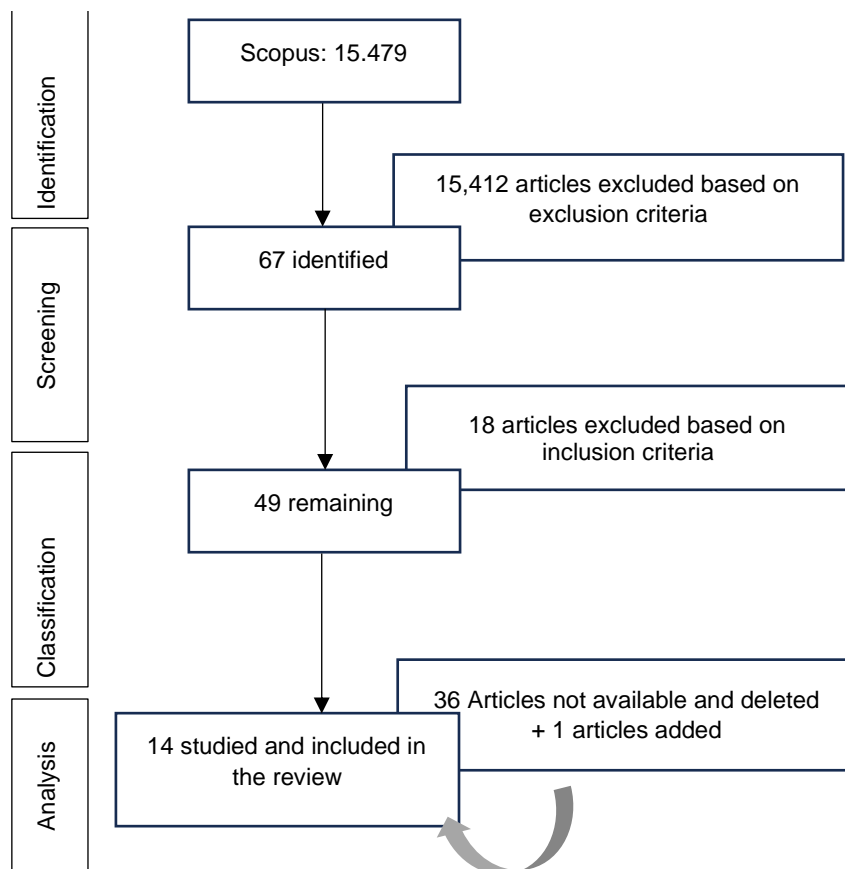 Identification
Scopus: 15.479
15,412 articles excluded based on
exclusion criteria
67 identified
Screening
18 articles excluded based on
inclusion criteria
49 remaining
Classification
36 Articles not available and deleted
+ 1 articles added
14 studied and included in
the review
Analysis